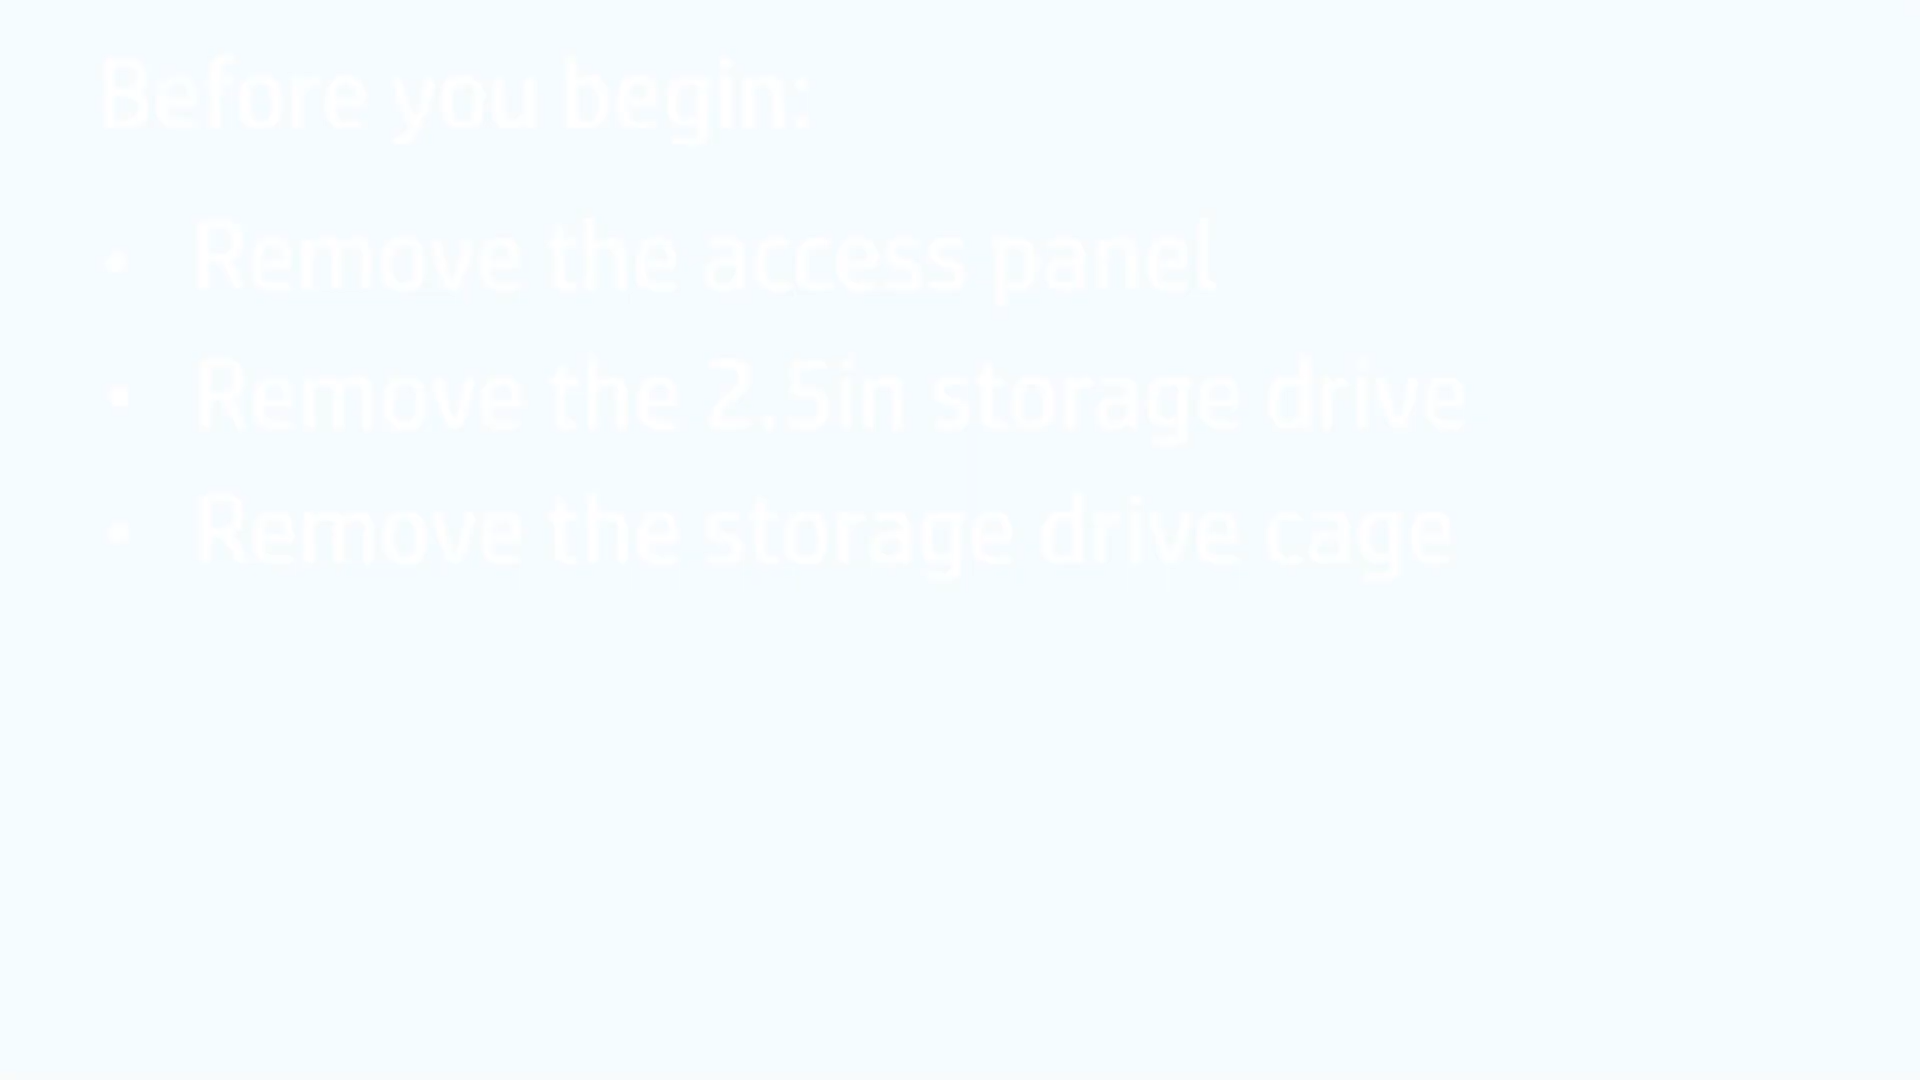 Before you begin:
• Remove the access panel
• Remove the 2.5in storage drive
• Remove the storage drive cage